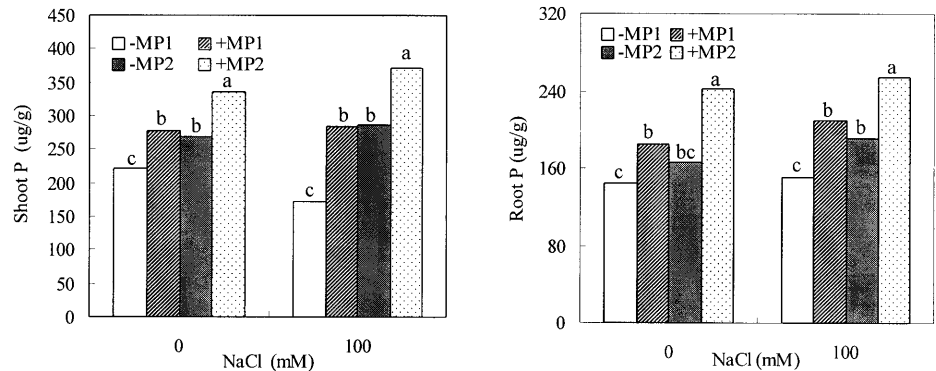 450
400
350
300
250
200
150
100
50
0
Shoot P (ug/g)
-MP1 +MP1
-MP2 +MP2
c b b a
c b b a
0 NaCl (mM) 100
320
240
160
80
0
Root P (ug/g)
-MP1 +MP1
-MP2 +MP2
c b bc a
c b b a
0 NaCl (mM) 100